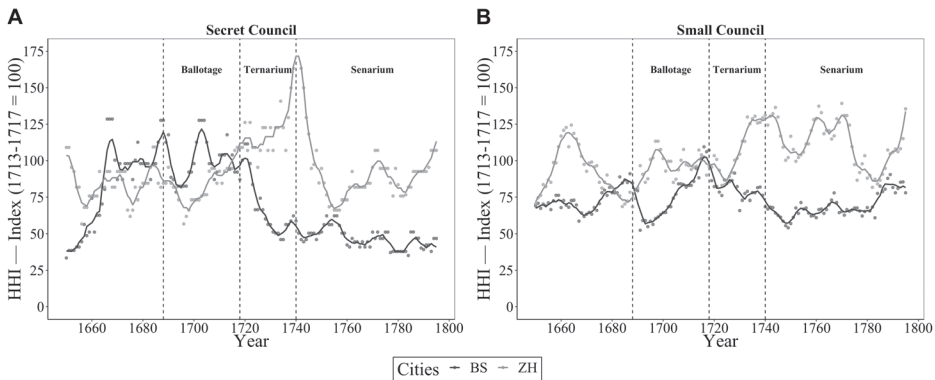 A
Secret Council
HHI — Index (1713-1717 = 100)
175
150
125
100
75
50
25
0
Ballotage Ternarium Senarium
1660 1680 1700 1720 1740 1760 1780 1800
Year
B
Small Council
HHI — Index (1713-1717 = 100)
175
150
125
100
75
50
25
0
Ballotage Ternarium Senarium
1660 1680 1700 1720 1740 1760 1780 1800
Year
Cities BS ZH